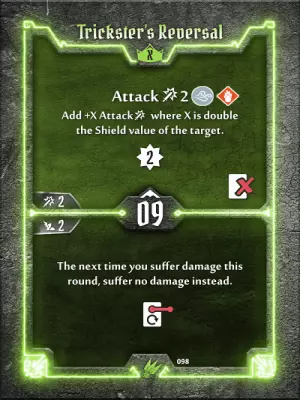 Trickster's Reversal
X
Attack 2
Add +X Attack where X is double
the Shield value of the target.
2
2
09
2
The next time you suffer damage this
round, suffer no damage instead.
098